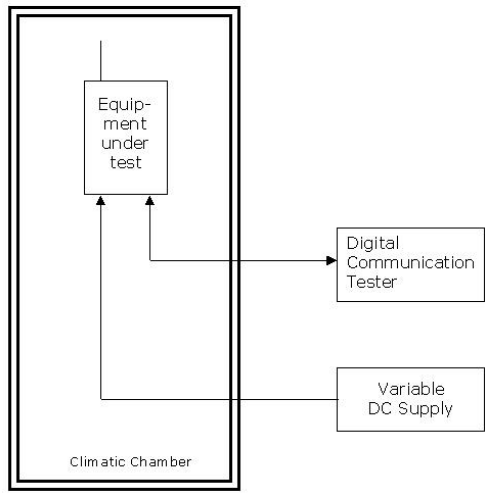 Equip-
ment
under
test
Digital
Communication
Tester
Variable
DC Supply
Climatic Chamber